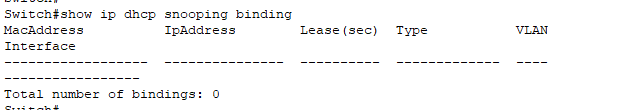 Switch#
Switch#show ip dhcp snooping binding
MacAddress          IpAddress        Lease(sec)  Type           VLAN
Interface
------------------  ---------------  ----------  -------------  ----
-----------------
Total number of bindings: 0
Switch#